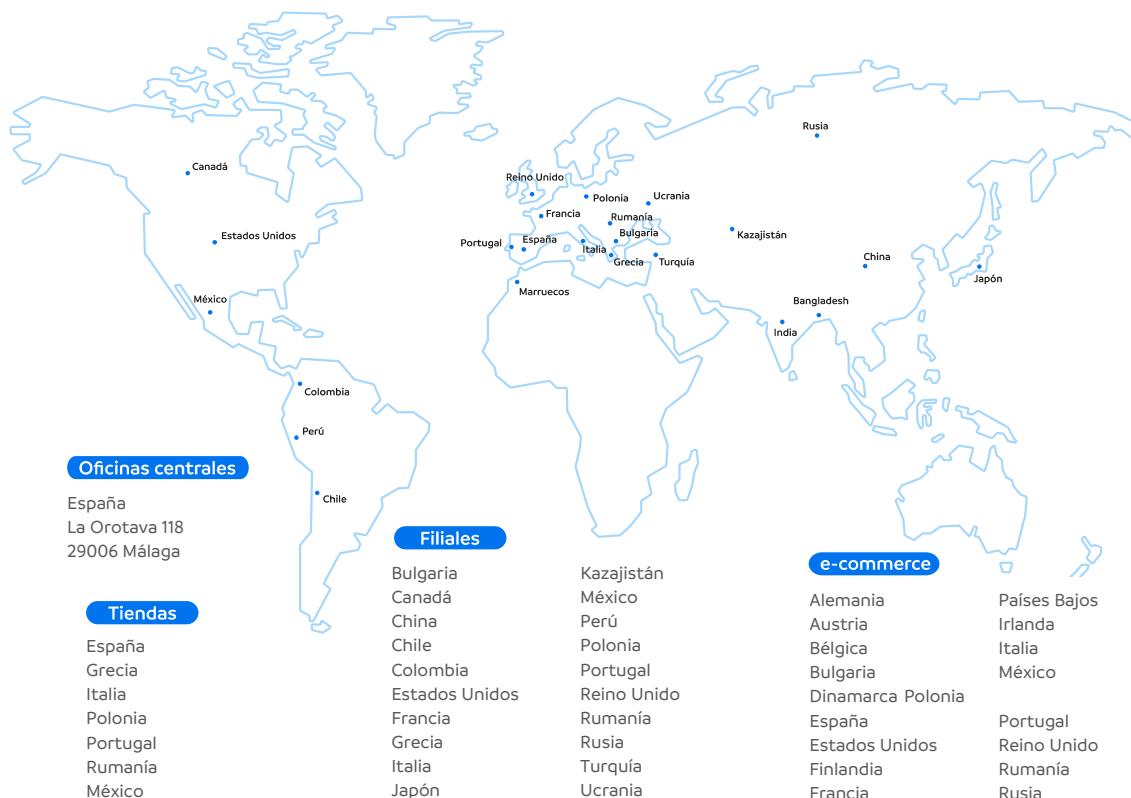 Rusia
Canadá
Reino Unido
Polonia
Ucrania
Francia
Rumanía
Estados Unidos
Kazajistán
Portugal
España
Italia
Bulgaria
Grecia
Turquía
China
Japón
Marruecos
México
Bangladesh
India
Colombia
Perú
Chile
Oficinas centrales
España
La Orotava 118
29006 Málaga
Tiendas
España
Grecia
Italia
Polonia
Portugal
Rumanía
México
Filiales
Bulgaria
Canadá
China
Chile
Colombia
Estados Unidos
Francia
Grecia
Italia
Japón
Kazajistán
México
Perú
Polonia
Portugal
Reino Unido
Rumanía
Rusia
Turquía
Ucrania
e-commerce
Alemania
Austria
Bélgica
Bulgaria
Dinamarca Polonia
España
Estados Unidos
Finlandia
Francia
Países Bajos
Irlanda
Italia
México
Portugal
Reino Unido
Rumanía
Rusia